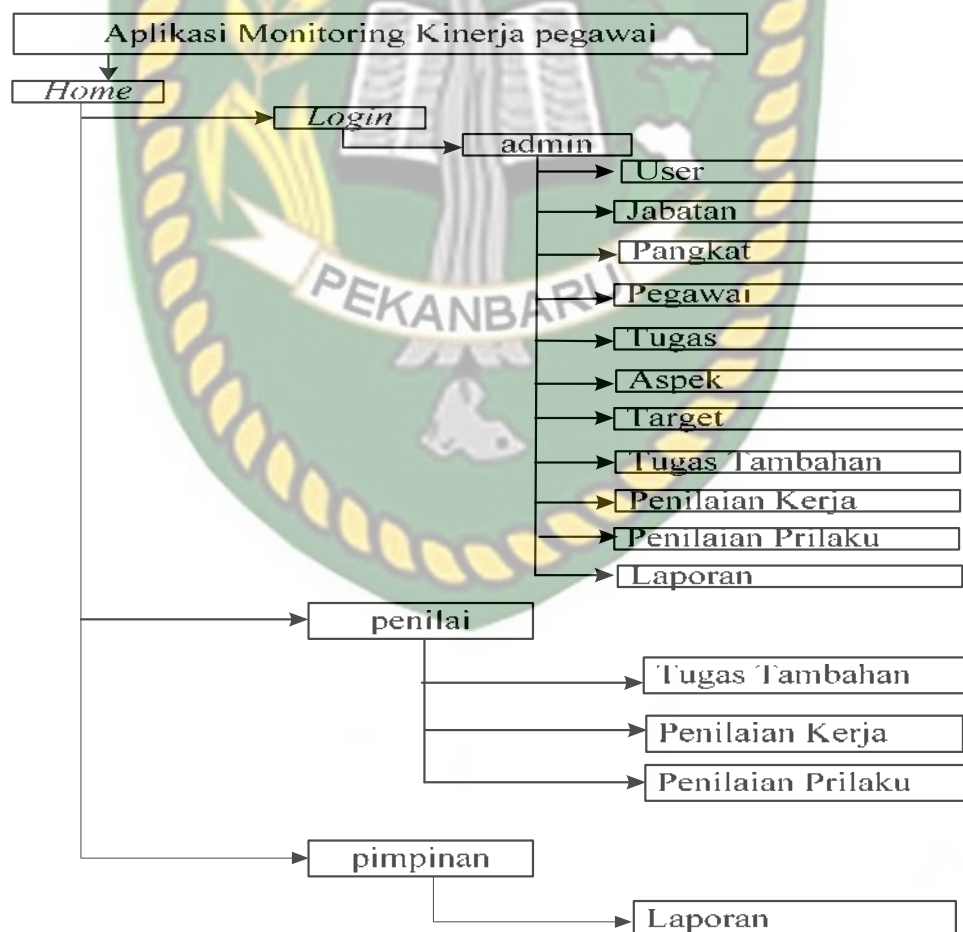 Aplikasi Monitoring Kinerja pegawai
Home
Login
admin
User
Jabatan
Pangkat
PEKANBARU
Pegawai
Tugas
Aspek
Target
Tugas Tambahan
Penilaian Kerja
Penilaian Prilaku
Laporan
penilai
Tugas Tambahan
Penilaian Kerja
Penilaian Prilaku
pimpinan
Laporan